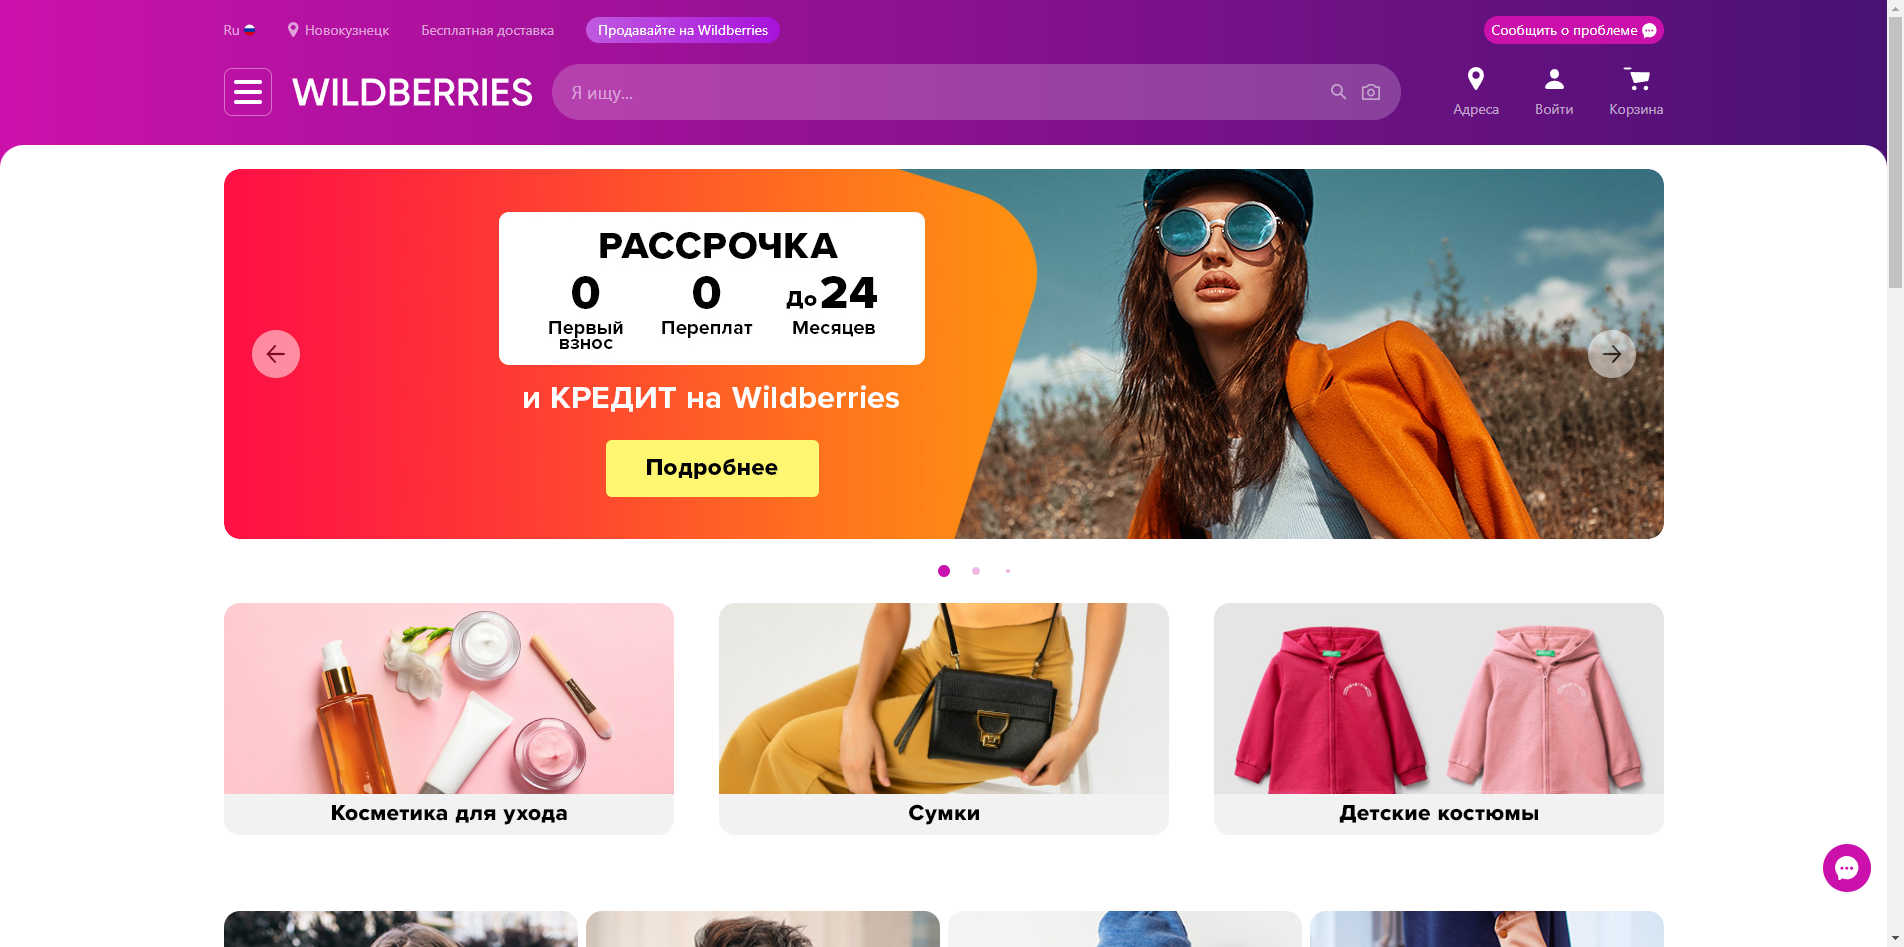 Ru
Новокузнецк
Бесплатная доставка
Продавайте на Wildberries
Сообщить о проблеме
WILDBERRIES
Я ищу...
Адреса
Войти
Корзина
РАССРОЧКА
0 0 До 24
Первый взнос
Переплат
Месяцев
и КРЕДИТ на Wildberries
Подробнее
Косметика для ухода
Сумки
Детские костюмы